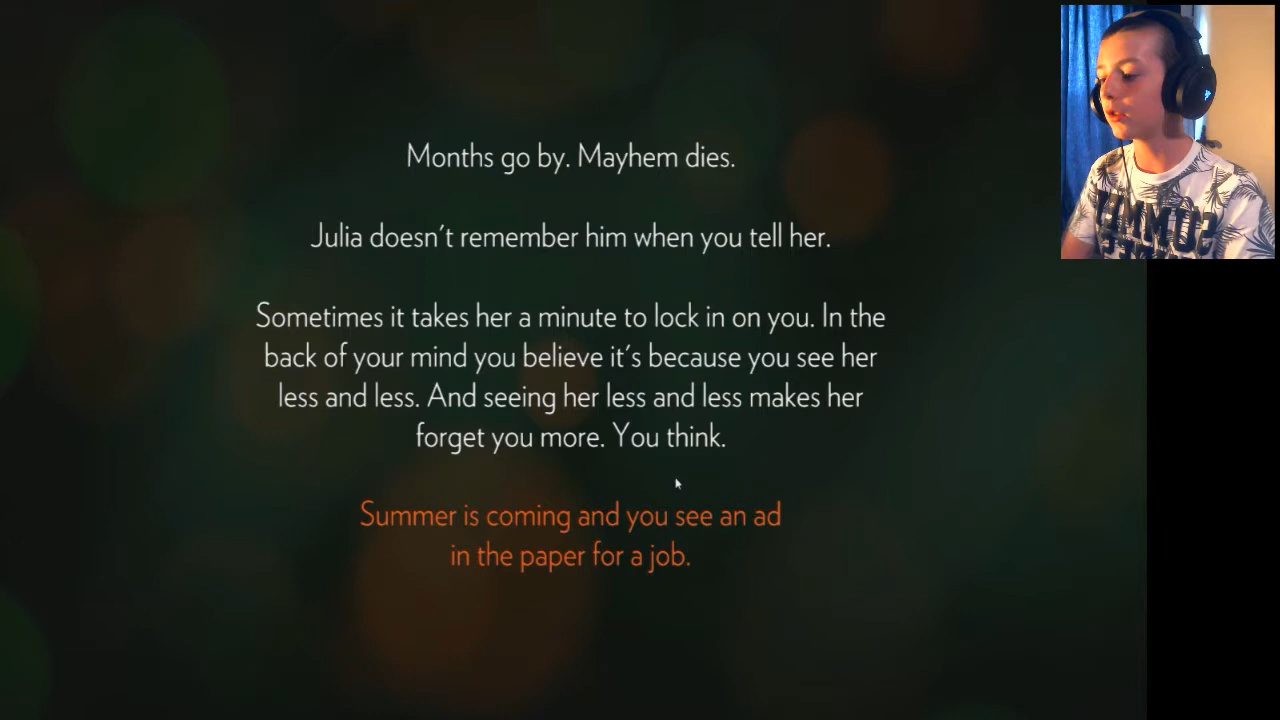 Months go by. Mayhem dies.
Julia doesn't remember him when you tell her.
Sometimes it takes her a minute to lock in on you. In the
back of your mind you believe it's because you see her
less and less. And seeing her less and less makes her
forget you more. You think.
Summer is coming and you see an ad
in the paper for a job.